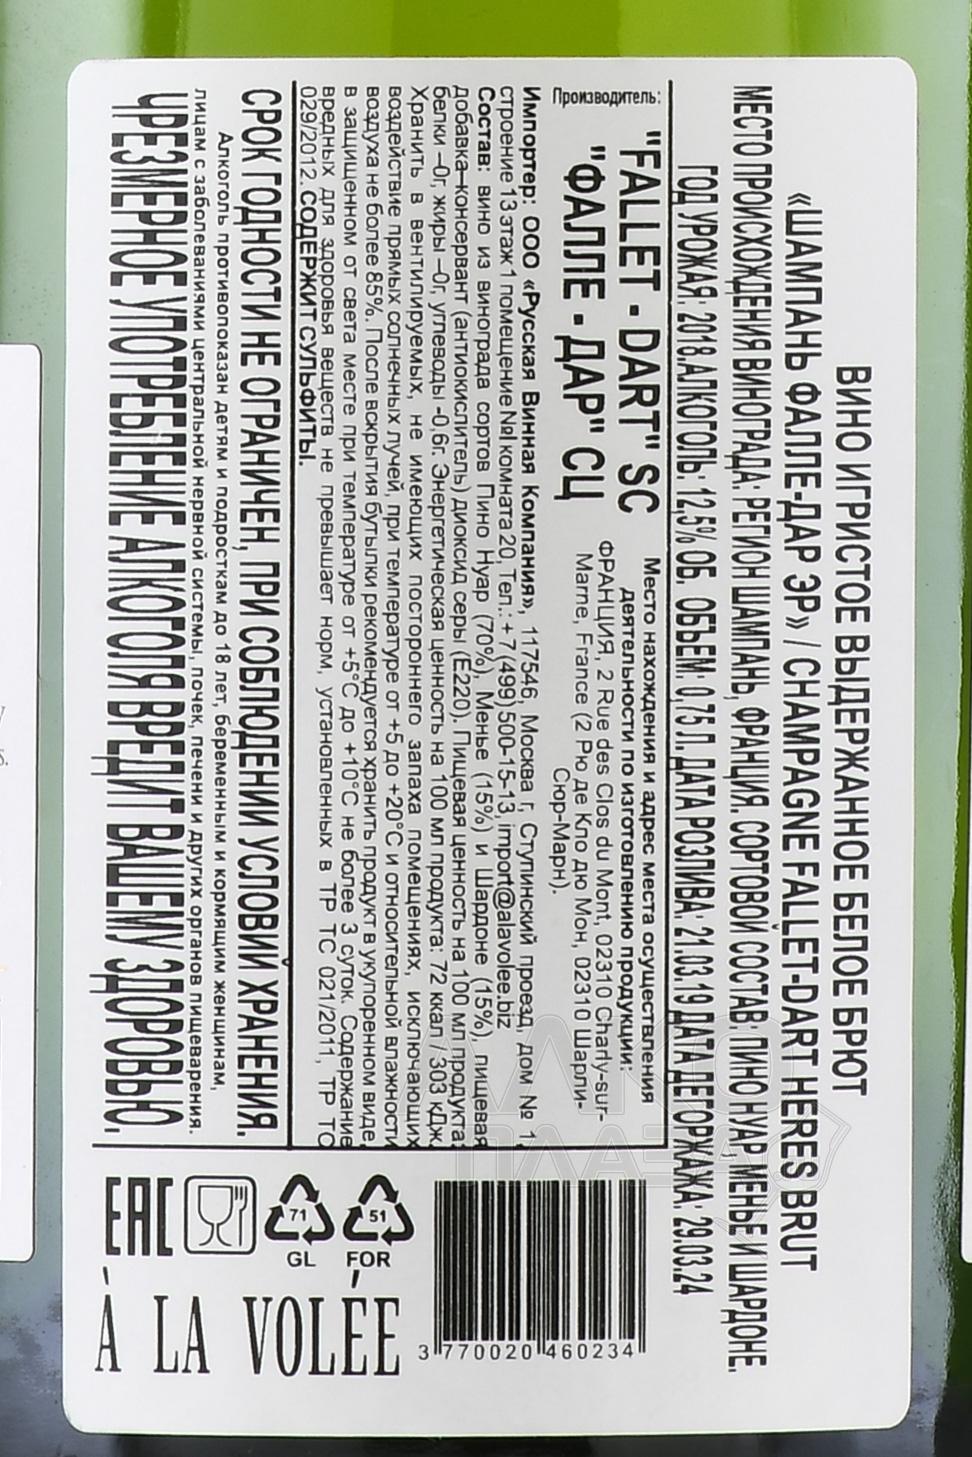 ВИНО ИГРИСТОЕ ВЫДЕРЖАННОЕ БЕЛОЕ БРЮТ
«ШАМПАНЬ ФАЛЛЕ-ДАР ЭР» / CHAMPAGNE FALLET-DART HERES BRUT
МЕСТО ПРОИСХОЖДЕНИЯ ВИНОГРАДА: РЕГИОН ШАМПАНЬ, ФРАНЦИЯ. СОРТОВОЙ СОСТАВ: ПИНО НУАР, МЕНЬЕ И ШАРДОНЕ.
ГОД УРОЖАЯ: 2018.АЛКОГОЛЬ: 12,5% ОБ. ОБЪЕМ: 0,75 Л. ДАТА РОЗЛИВА: 21.03.19 ДАТА ДЕГОРЖАЖА: 29.03.24
Производитель:
"FALLET - DART" SC
"ФАЛЛЕ - ДАР" СЦ
Место нахождения и адрес места осуществления
деятельности по изготовлению продукции:
ФРАНЦИЯ, 2 Rue des Clos du Mont, 02310 Charly-sur-
Marne, France (2 Рю де Кло дю Мон, 02310 Шарли-
Сюр-Марн).
Импортер: ООО «Русская Винная Компания», 117546, Москва г, Ступинский проезд, дом № 1,
строение 13 этаж 1 помещение №I комната 20, Тел.: +7(499)500-15-13, import@alavolee.biz
Состав: вино из винограда сортов Пино Нуар (70%), Менье (15%) и Шардоне (15%), пищевая
добавка–консервант (антиокислитель) диоксид серы (Е220). Пищевая ценность на 100 мл продукта:
белки –0г, жиры –0г, углеводы -0,6г. Энергетическая ценность на 100 мл продукта: 72 ккал / 303 кДж.
Хранить в вентилируемых, не имеющих постороннего запаха помещениях, исключающих
воздействие прямых солнечных лучей, при температуре от +5 до +20°С и относительной влажности
воздуха не более 85%. После вскрытия бутылки рекомендуется хранить продукт в укупоренном виде,
в защищенном от света месте при температуре от +5°С до +10°С не более 3 суток. Содержание
вредных для здоровья веществ не превышает норм, установленных в ТР ТС 021/2011, ТР ТС
029/2012. СОДЕРЖИТ СУЛЬФИТЫ.
СРОК ГОДНОСТИ НЕ ОГРАНИЧЕН, ПРИ СОБЛЮДЕНИИ УСЛОВИЙ ХРАНЕНИЯ.
Алкоголь противопоказан детям и подросткам до 18 лет, беременным и кормящим женщинам,
лицам с заболеваниями центральной нервной системы, почек, печени и других органов пищеварения.
ЧРЕЗМЕРНОЕ УПОТРЕБЛЕНИЕ АЛКОГОЛЯ ВРЕДИТ ВАШЕМУ ЗДОРОВЬЮ.
3 770020 460234
51
FOR
71
GL
EAC
À LA VOLÉE